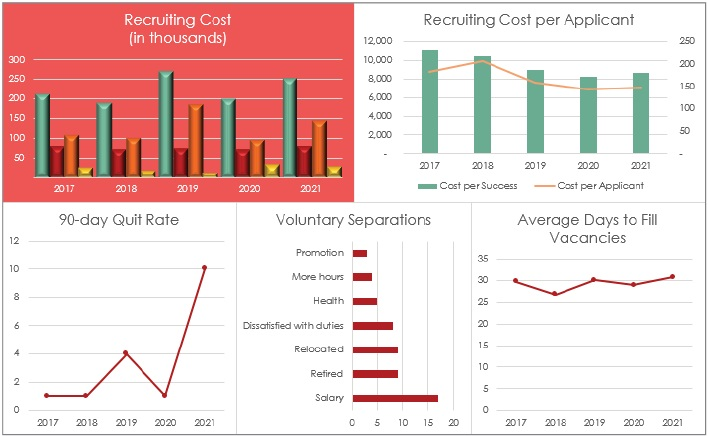 Recruiting Cost
(in thousands)
300
250
200
150
100
50
2017 2018 2019 2020 2021
Recruiting Cost per Applicant
12,000 250
10,000 200
8,000 150
6,000 100
4,000 50
2,000 -
-
2017 2018 2019 2020 2021
Cost per Success Cost per Applicant
90-day Quit Rate
12
10
8
6
4
2
0
2017 2018 2019 2020 2021
Voluntary Separations
Promotion
More hours
Health
Dissatisfied with duties
Relocated
Retired
Salary
0 5 10 15 20
Average Days to Fill
Vacancies
35
30
25
20
15
10
5
0
2017 2018 2019 2020 2021